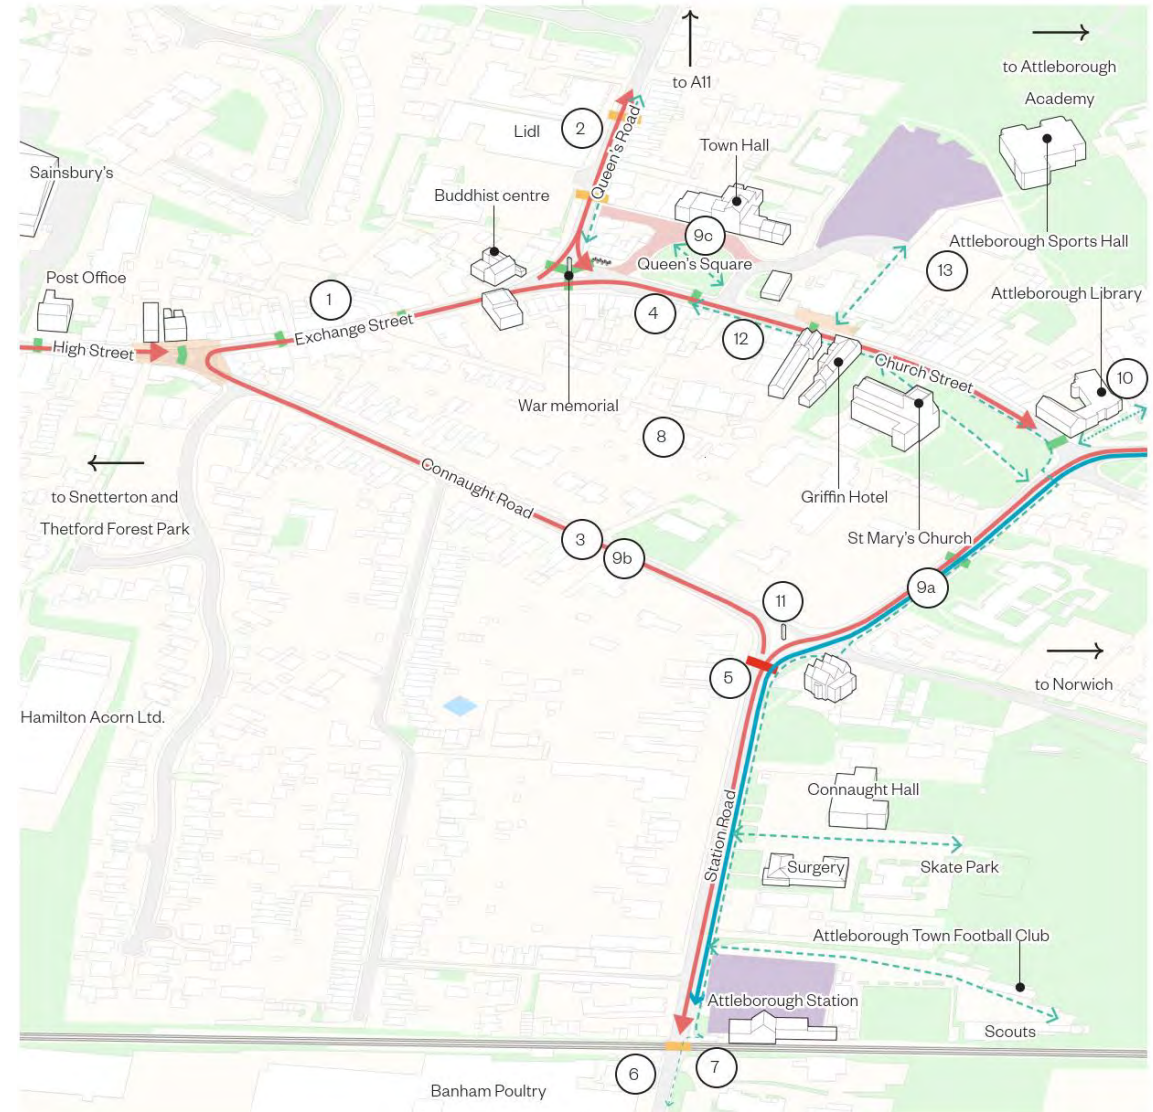 to A11
to Attleborough
Academy
Lidl
2
Queen's Road
Town Hall
Sainsbury's
Buddhist centre
9c
Attleborough Sports Hall
Queen's Square
13
Post Office
Attleborough Library
1
4
Exchange Street
12
High Street
Church Street
10
War memorial
8
Connaught Road
to Snetterton and
Thetford Forest Park
Griffin Hotel
St Mary's Church
3
9b
9a
11
5
to Norwich
Hamilton Acorn Ltd.
Connaught Hall
Station Road
Surgery
Skate Park
Attleborough Town Football Club
Attleborough Station
Scouts
6
7
Banham Poultry